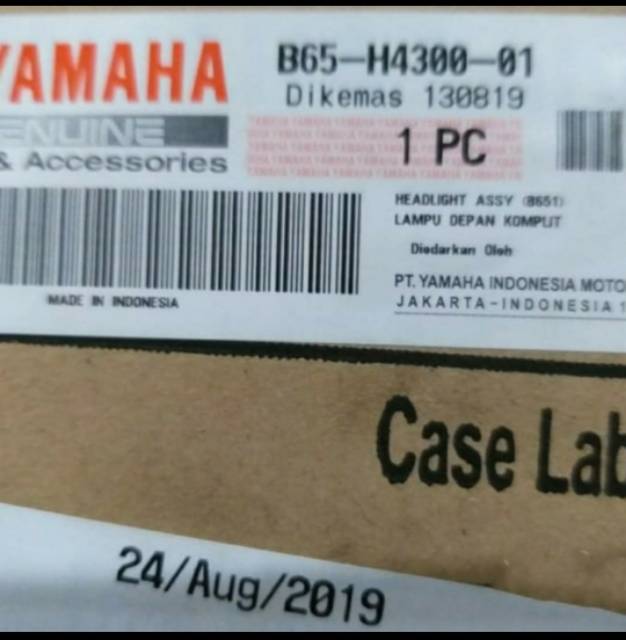 YAMAHA
B65-H4300-01
Dikemas 130819
ENUINE
& Accessories
1 PC
HEADLIGHT ASSY (B651)
LAMPU DEPAN KOMPLIT
Diedarkan Oleh
PT. YAMAHA INDONESIA MOTO
JAKARTA-INDONESIA 1
MADE IN INDONESIA
Case Lab
24/Aug/2019